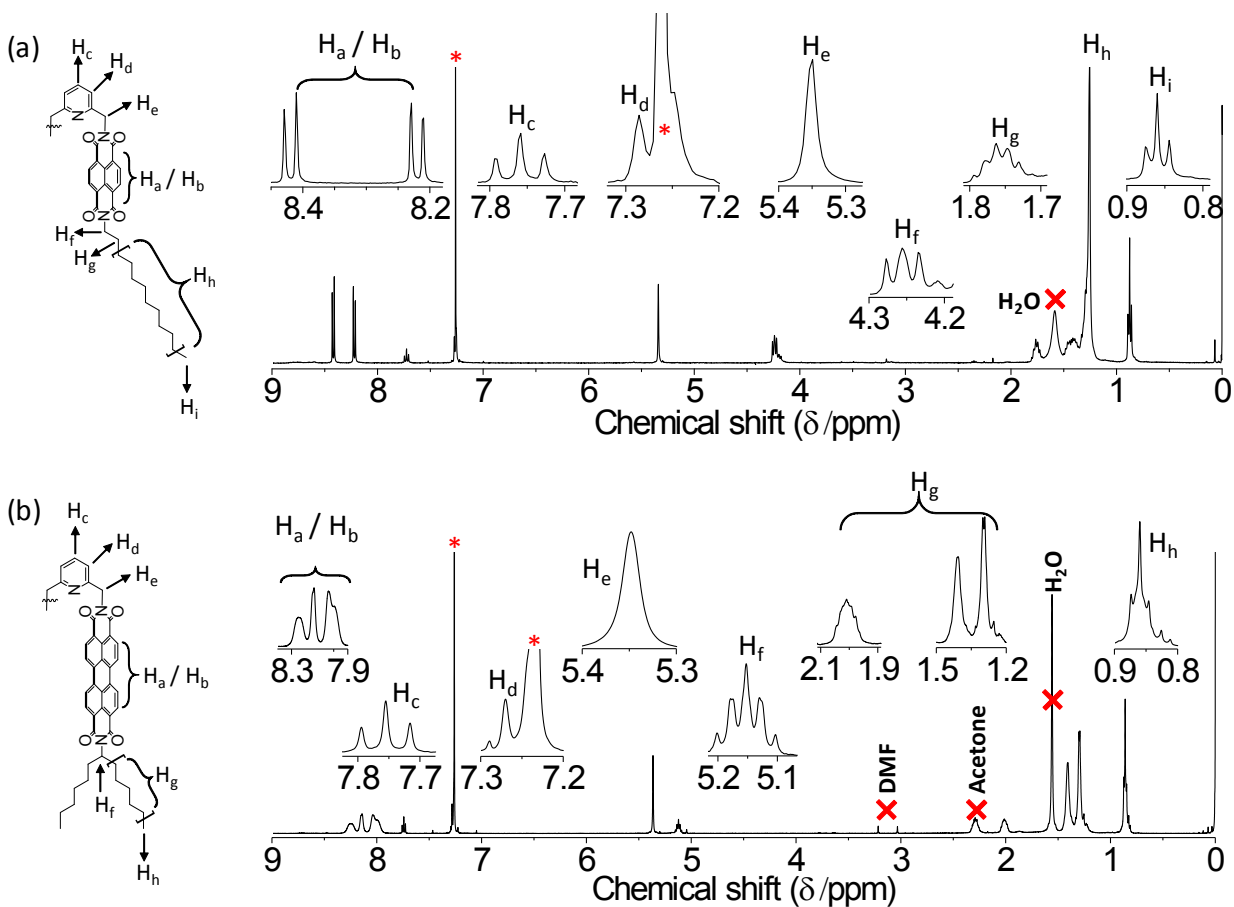 (a)
Hc
Hd
He
N
O N O
Ha / Hb
O N O
Hf
Hg
Hh
Hi
Ha / Hb
*
Hc
Hd
*
He
Hf
Hg
H2O
Hh
Hi
8.4 8.2
7.8 7.7
7.3 7.2
5.4 5.3
4.3 4.2
1.8 1.7
0.9 0.8
9 8 7 6 5 4 3 2 1 0
Chemical shift (δ/ppm)
(b)
Hc
Hd
He
N
O N O
Ha / Hb
O N O
Hg
Hf
Hh
Ha / Hb
*
Hc
Hd
*
He
Hf
Hg
DMF
Acetone
H2O
Hh
8.3 7.9
7.8 7.7
7.3 7.2
5.4 5.3
5.2 5.1
2.1 1.9
1.5 1.2
0.9 0.8
9 8 7 6 5 4 3 2 1 0
Chemical shift (δ/ppm)